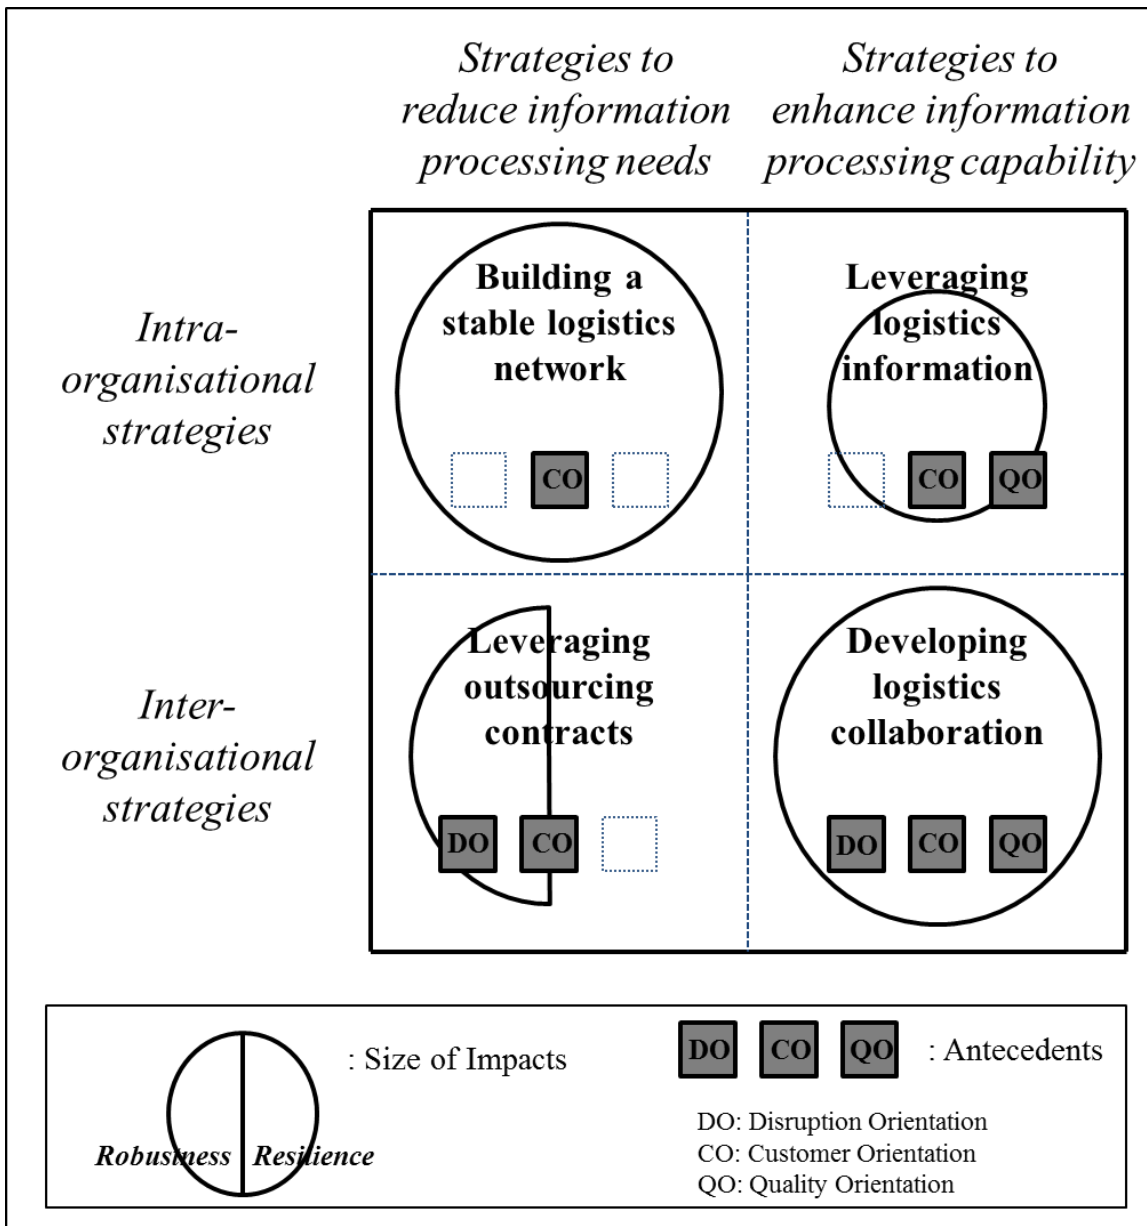 Strategies to
reduce information
processing needs
Strategies to
enhance information
processing capability
Intra-
organisational
strategies
Building a
stable logistics
network
CO
Leveraging
logistics
information
CO QO
Inter-
organisational
strategies
Leveraging
outsourcing
contracts
DO CO
Developing
logistics
collaboration
DO CO QO
Robustness Resilience
: Size of Impacts
DO CO QO : Antecedents
DO: Disruption Orientation
CO: Customer Orientation
QO: Quality Orientation